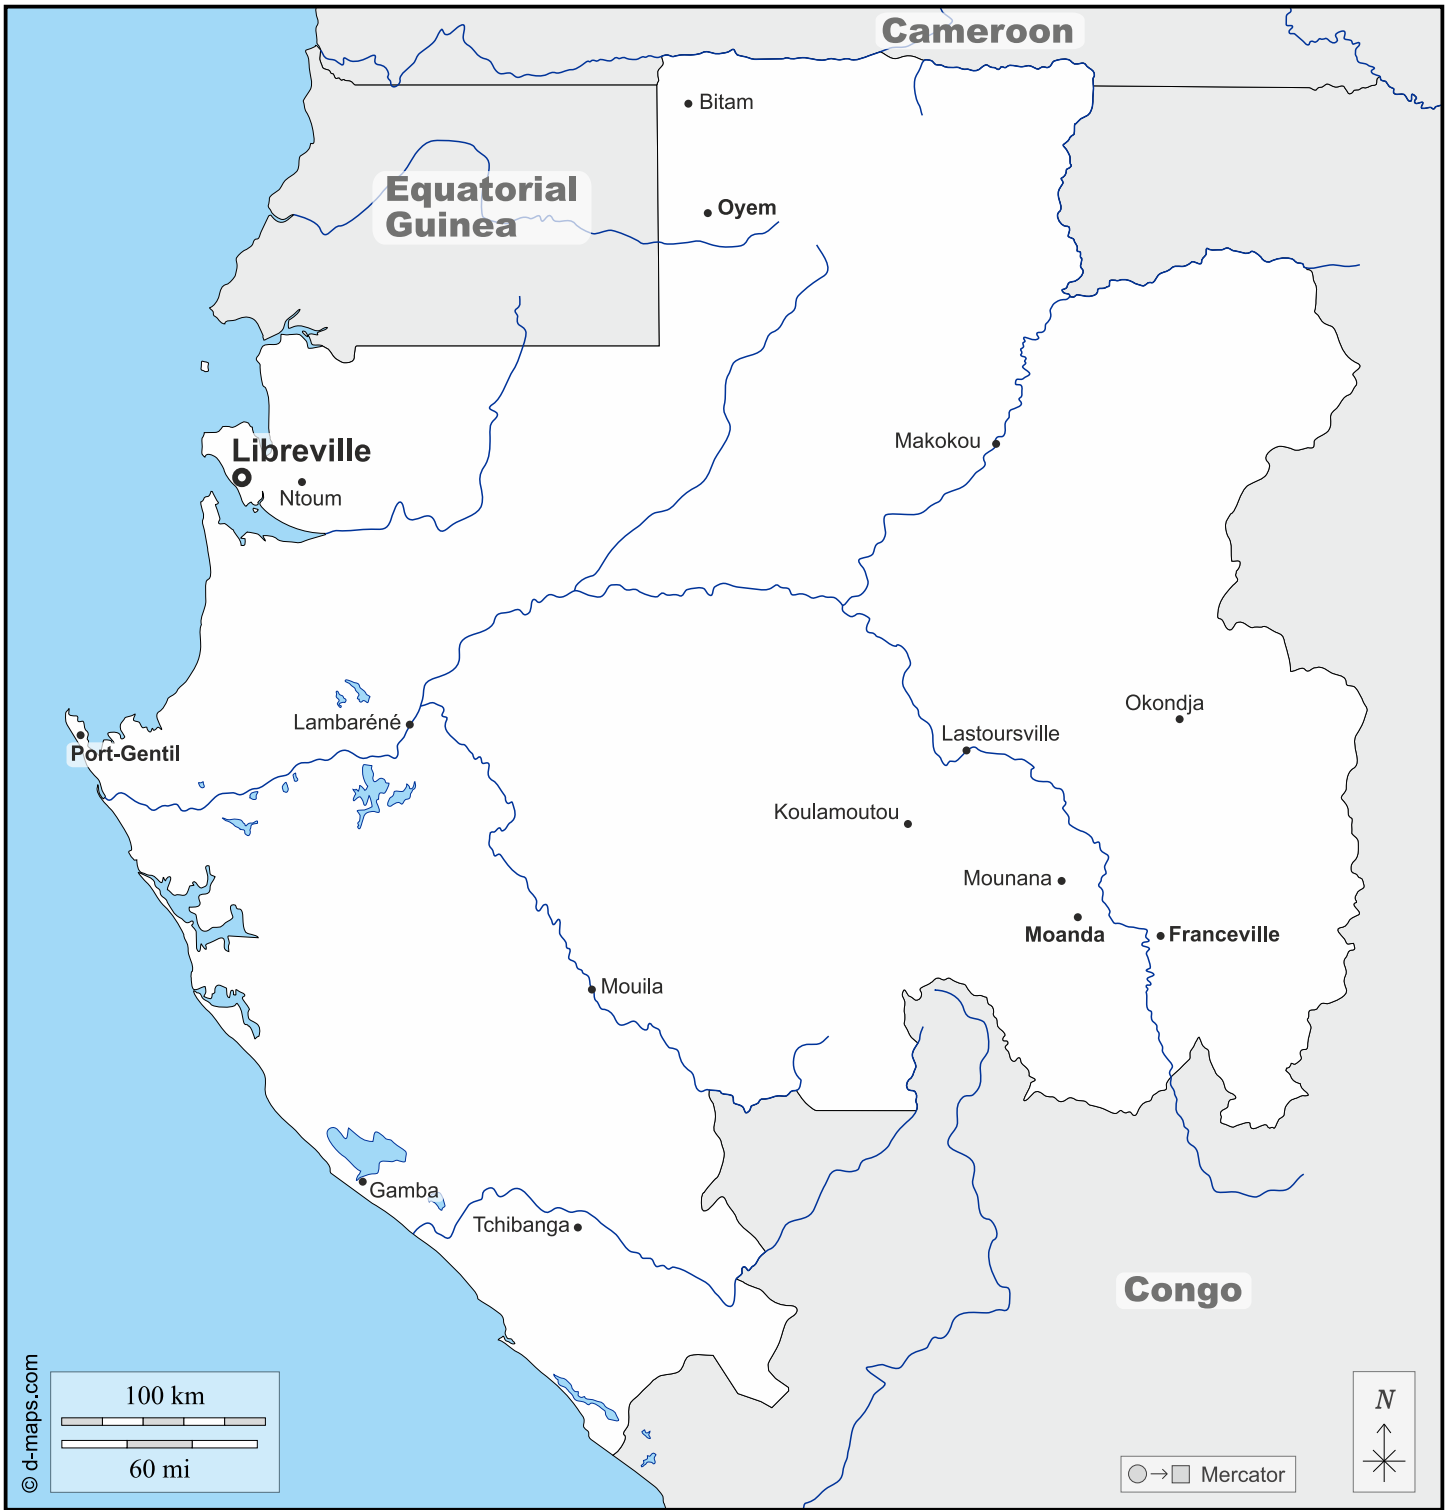 Cameroon
Bitam
Equatorial
Guinea
Oyem
Makokou
Libreville
Ntoum
Okondja
Lambaréné
Lastoursville
Port-Gentil
Koulamoutou
Mounana
Moanda
Franceville
Mouila
Gamba
Tchibanga
Congo
© d-maps.com
100 km
60 mi
N
Mercator